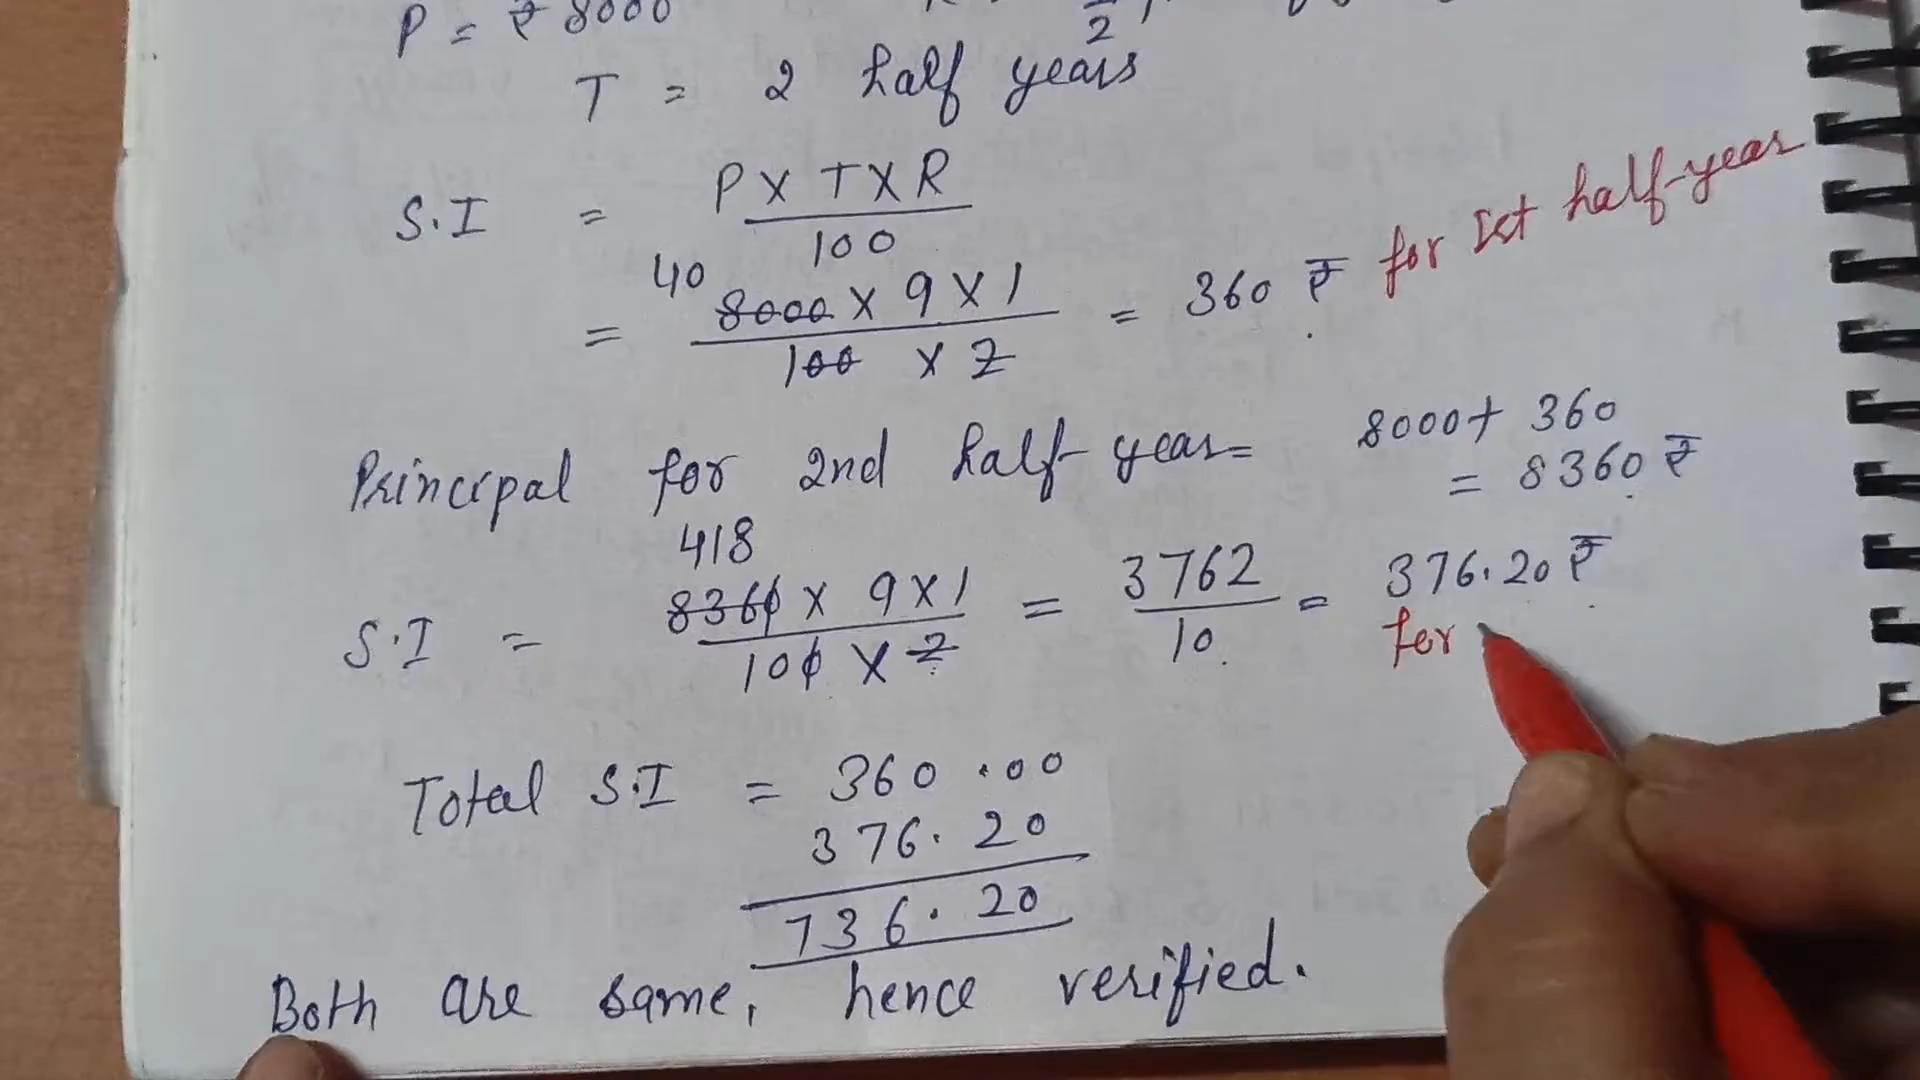 P = ₹ 8000
2
T = 2 half years
S.I = P X T X R
100
40
= 8000 X 9 X 1 = 360 ₹ for Ist half-year
100 X 2
Principal for 2nd half-year = 8000 + 360
= 8360 ₹
418
S.I = 8360 X 9 X 1 = 3762 = 376.20 ₹
100 X 2 10 for
Total S.I = 360.00
376.20
736.20
Both are same, hence verified.